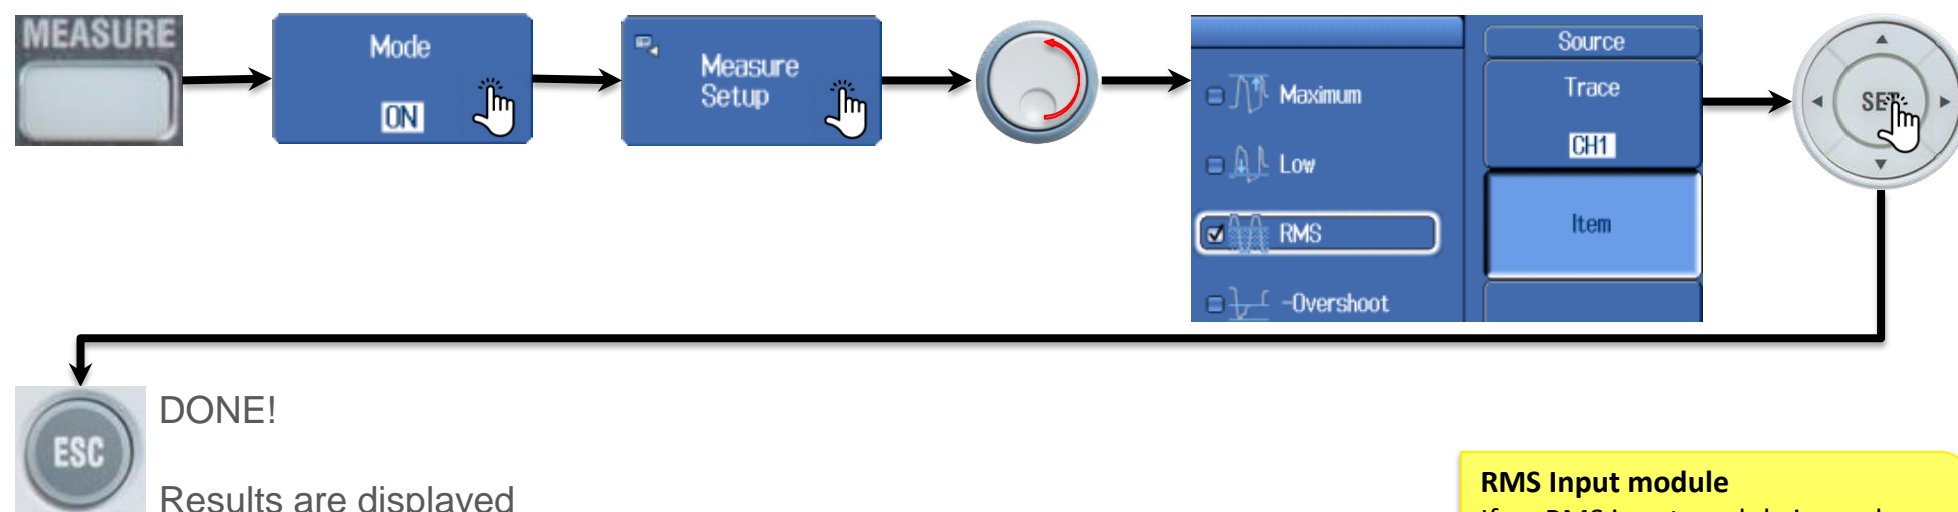 MEASURE
Mode
ON
Measure
Setup
Maximum
Low
RMS
-Overshoot
Source
Trace
CH1
Item
SET
ESC
DONE!
Results are displayed
RMS Input module